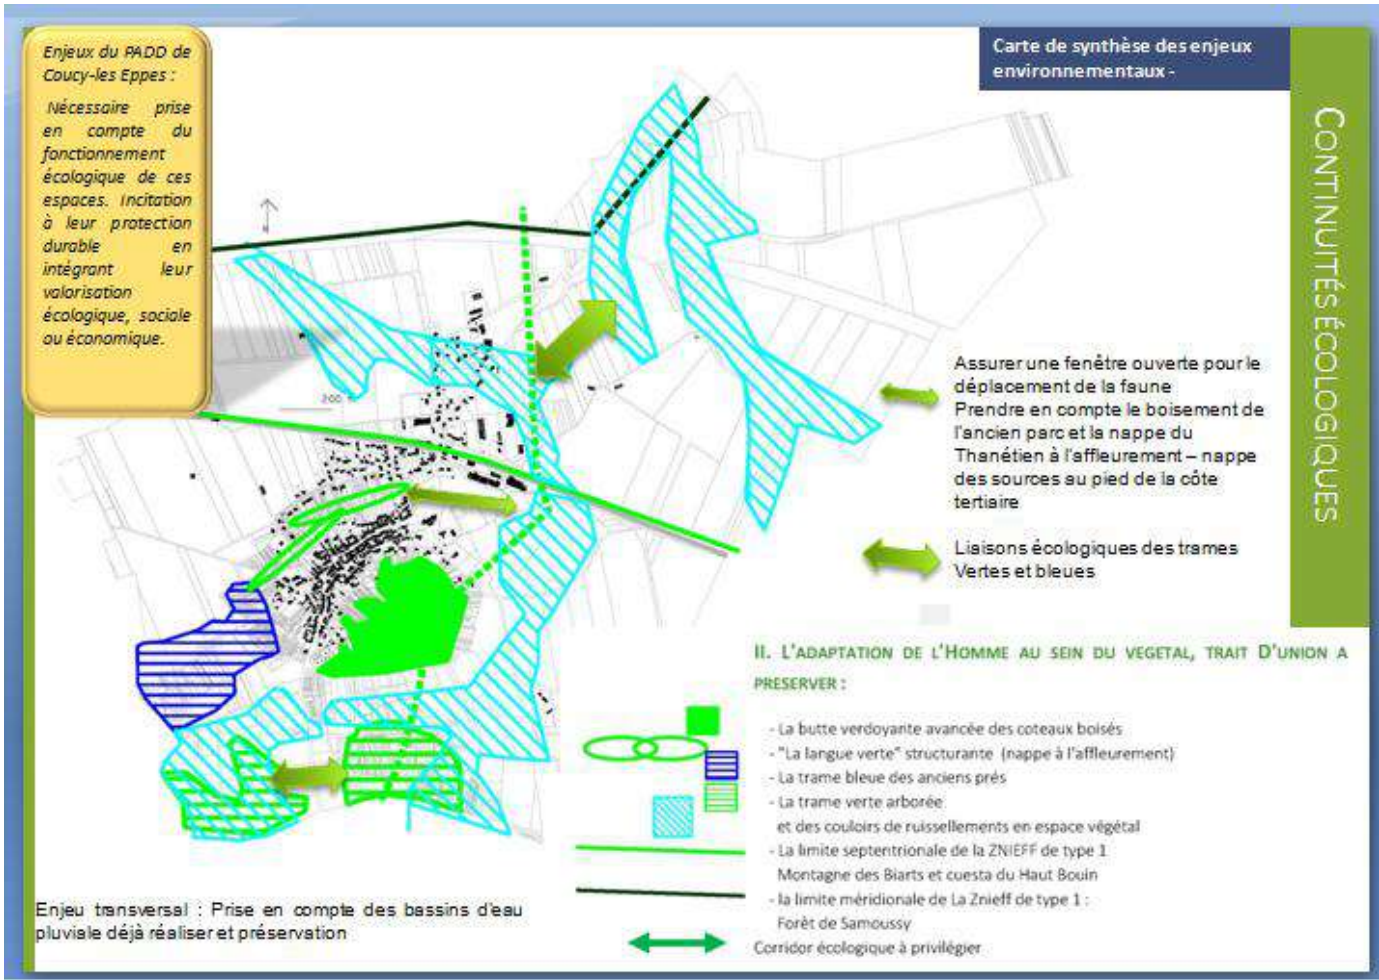 Enjeux du PADD de
Coucy-les Eppes :
Nécessaire prise
en compte du
fonctionnement
écologique de ces
espaces. Incitation
à leur protection
durable en
intégrant leur
valorisation
écologique, sociale
ou économique.
Carte de synthèse des enjeux
environnementaux -
CONTINUITÉS ÉCOLOGIQUES
200
Assurer une fenêtre ouverte pour le
déplacement de la faune
Prendre en compte le boisement de
l'ancien parc et la nappe du
Thanétien à l'affleurement – nappe
des sources au pied de la côte
tertiaire
Liaisons écologiques des trames
Vertes et bleues
II. L'ADAPTATION DE L'HOMME AU SEIN DU VEGETAL, TRAIT D'UNION A
PRESERVER :
- La butte verdoyante avancée des coteaux boisés
- "La langue verte" structurante (nappe à l'affleurement)
- La trame bleue des anciens prés
- La trame verte arborée
et des couloirs de ruissellements en espace végétal
- La limite septentrionale de la ZNIEFF de type 1
Montagne des Biarts et cuesta du Haut Bouin
- la limite méridionale de La Znieff de type 1 :
Forêt de Samoussy
Corridor écologique à privilégier
Enjeu transversal : Prise en compte des bassins d'eau
pluviale déjà réaliser et préservation